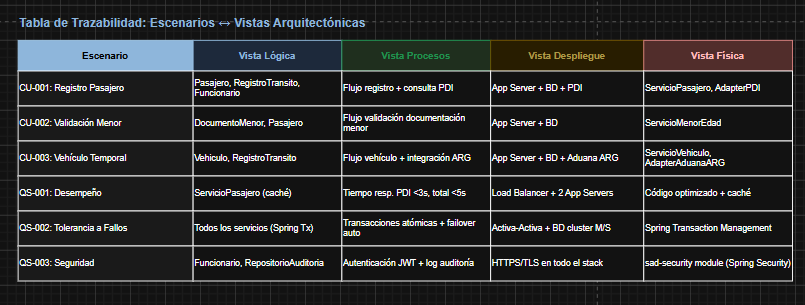 Tabla de Trazabilidad: Escenarios ↔ Vistas Arquitectónicas
Escenario
Vista Lógica
Vista Procesos
Vista Despliegue
Vista Física
CU-001: Registro Pasajero
Pasajero, RegistroTransito,
Funcionario
Flujo registro + consulta PDI
App Server + BD + PDI
ServicioPasajero, AdapterPDI
CU-002: Validación Menor
DocumentoMenor, Pasajero
Flujo validación documentación
menor
App Server + BD
ServicioMenorEdad
CU-003: Vehículo Temporal
Vehiculo, RegistroTransito
Flujo vehículo + integración ARG
App Server + BD + Aduana ARG
ServicioVehiculo,
AdapterAduanaARG
QS-001: Desempeño
ServicioPasajero (caché)
Tiempo resp. PDI <3s, total <5s
Load Balancer + 2 App Servers
Código optimizado + caché
QS-002: Tolerancia a Fallos
Todos los servicios (Spring Tx)
Transacciones atómicas + failover
auto
Activa-Activa + BD cluster M/S
Spring Transaction Management
QS-003: Seguridad
Funcionario, RepositorioAuditoria
Autenticación JWT + log auditoría
HTTPS/TLS en todo el stack
sad-security module (Spring Security)